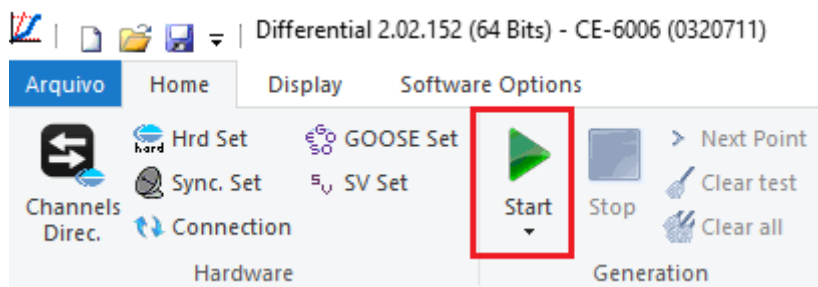 Differential 2.02.152 (64 Bits) - CE-6006 (0320711)
Arquivo Home Display Software Options
Hrd Set GOOSE Set Next Point
hard
Sync. Set SV Set Start Stop Clear test
Channels Direc. Connection Clear all
Hardware Generation